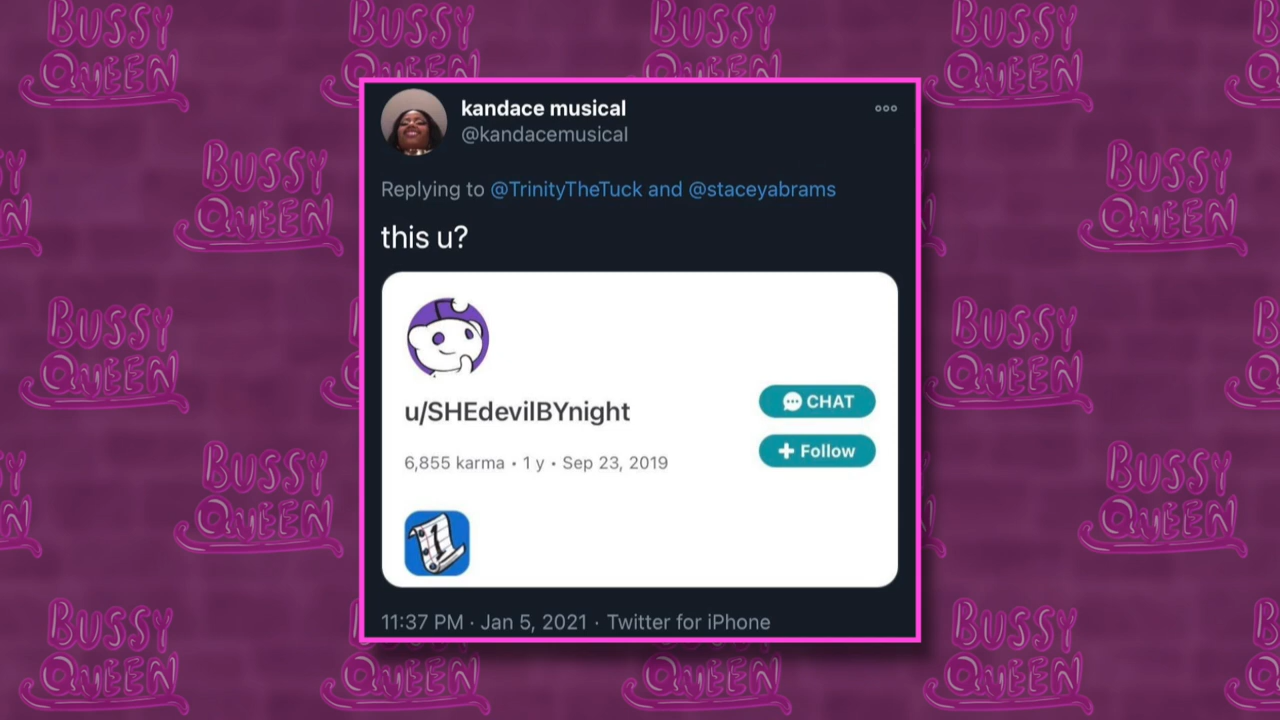 BUSSY QUEEN
kandace musical
@kandacemusical
Replying to @TrinityTheTuck and @staceyabrams
this u?
u/SHEdevilBYnight
6,855 karma • 1 y • Sep 23, 2019
CHAT
+ Follow
1
11:37 PM · Jan 5, 2021 · Twitter for iPhone